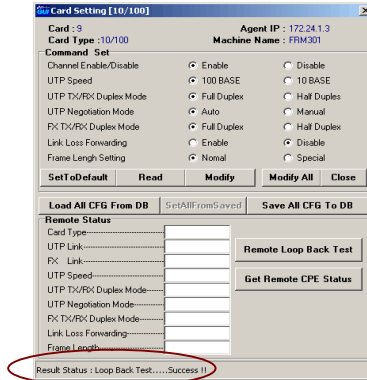 Card Setting [10/100]
Card : 9 Agent IP : 172.24.1.3
Card Type :10/100 Machine Name : FRM301
Command Set
Channel Enable/Disable Enable Disable
UTP Speed 100 BASE 10 BASE
UTP TX/RX Duplex Mode Full Duplex Half Duples
UTP Negotiation Mode Auto Manual
FX TX/RX Duplex Mode Full Duplex Half Duplex
Link Loss Forwarding Enable Disable
Frame Lengh Setting Nomal Special
SetToDefault Read Modify Modify All Close
Load All CFG From DB SetAllFromSaved Save All CFG To DB
Remote Status
Card Type
UTP Link
FX Link
UTP Speed
UTP TX/RX Duplex Mode
UTP Negotiation Mode
FX TX/RX Duplex Mode
Link Loss Forwarding
Frame Length
Remote Loop Back Test
Get Remote CPE Status
Result Status : Loop Back Test.....Success !!